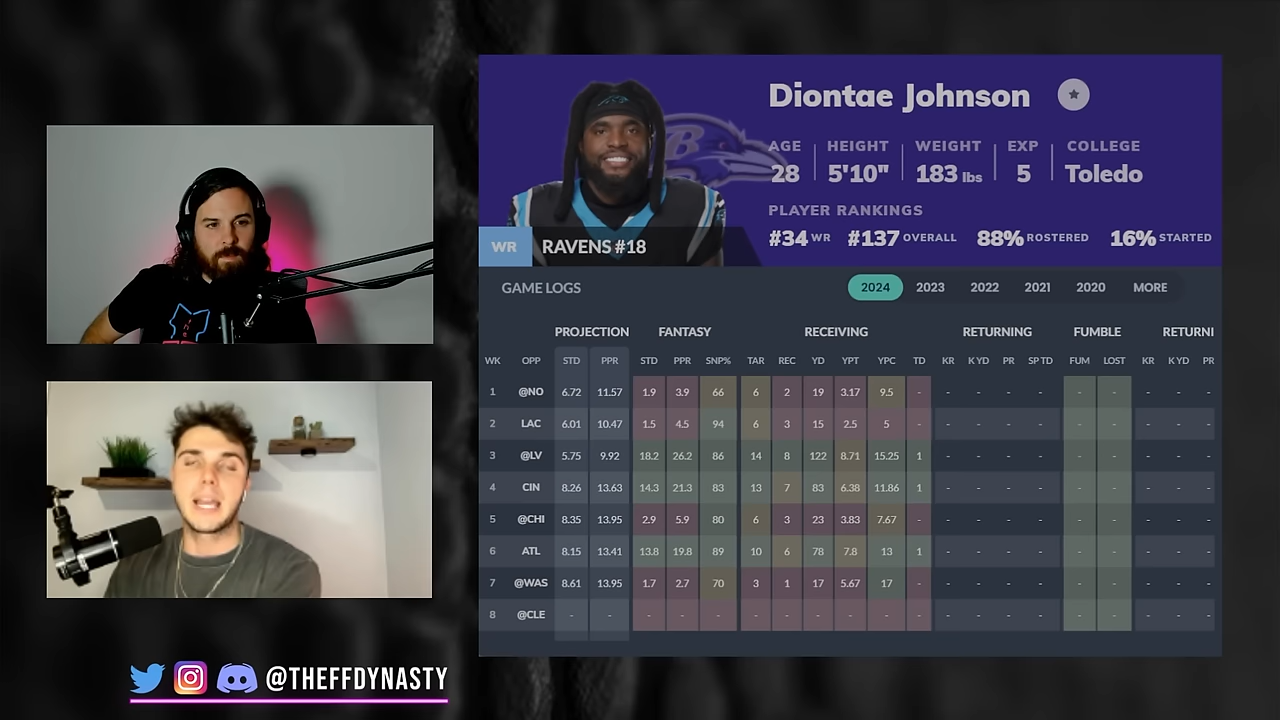 Diontae Johnson
AGE HEIGHT WEIGHT EXP COLLEGE
28 5'10" 183 lbs 5 Toledo
PLAYER RANKINGS
#34 WR #137 OVERALL 88% ROSTERED 16% STARTED
WR RAVENS #18
GAME LOGS 2024 2023 2022 2021 2020 MORE
PROJECTION FANTASY RECEIVING RETURNING FUMBLE RETURNI
WK OPP STD PPR STD PPR SNP% TAR REC YD YPT YPC TD KR K YD PR SP TD FUM LOST KR K YD PR
1 @NO 6.72 11.57 1.9 3.9 66 6 2 19 3.17 9.5 - - - - - - - - - -
2 LAC 6.01 10.47 1.5 4.5 94 6 3 15 2.5 5 - - - - - - - - - -
3 @LV 5.75 9.92 18.2 26.2 86 14 8 122 8.71 15.25 1 - - - - - - - - -
4 CIN 8.26 13.63 14.3 21.3 83 13 7 83 6.38 11.86 1 - - - - - - - - -
5 @CHI 8.35 13.95 2.9 5.9 80 6 3 23 3.83 7.67 - - - - - - - - - -
6 ATL 8.15 13.41 13.8 19.8 89 10 6 78 7.8 13 1 - - - - - - - - -
7 @WAS 8.61 13.95 1.7 2.7 70 3 1 17 5.67 17 - - - - - - - - - -
8 @CLE - - - - - - - - - - - - - - - - - - - -
@THEFFDYNASTY